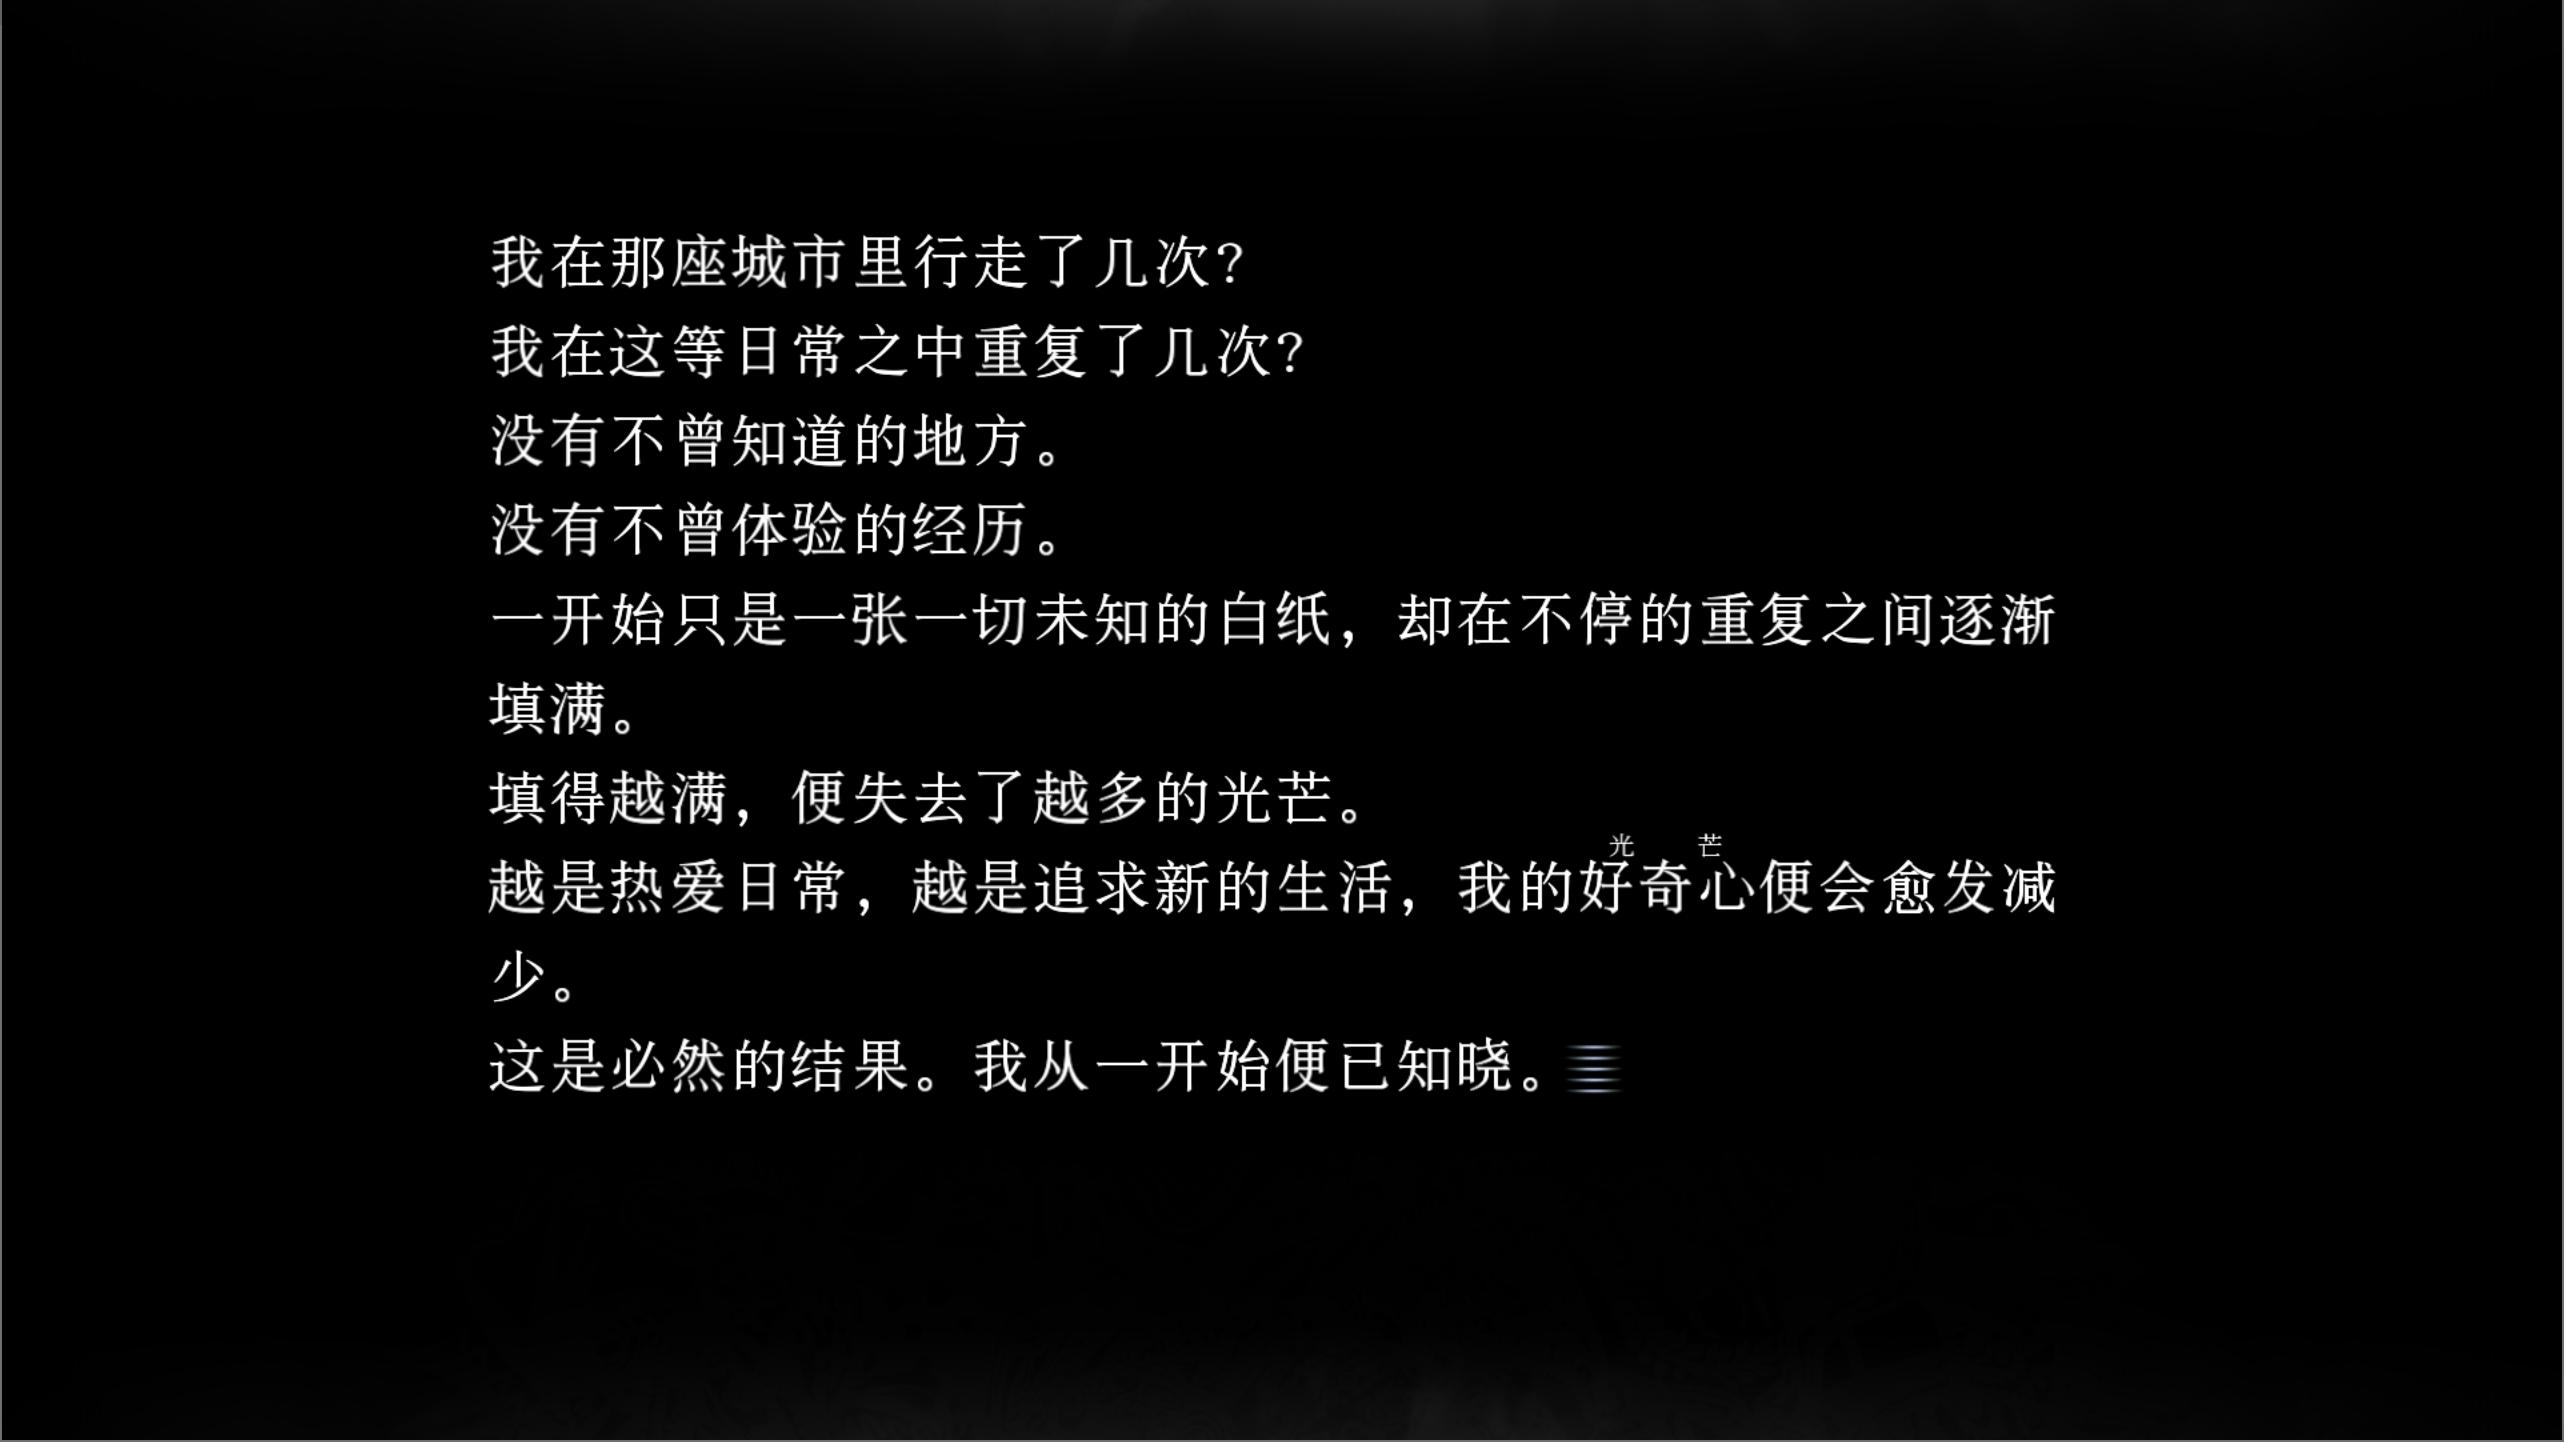 我在那座城市里行走了几次？
我在这等日常之中重复了几次？
没有不曾知道的地方。
没有不曾体验的经历。
一开始只是一张一切未知的白纸，却在不停的重复之间逐渐
填满。
填得越满，便失去了越多的光芒。
光芒
越是热爱日常，越是追求新的生活，我的好奇心便会愈发减
少。
这是必然的结果。我从一开始便已知晓。